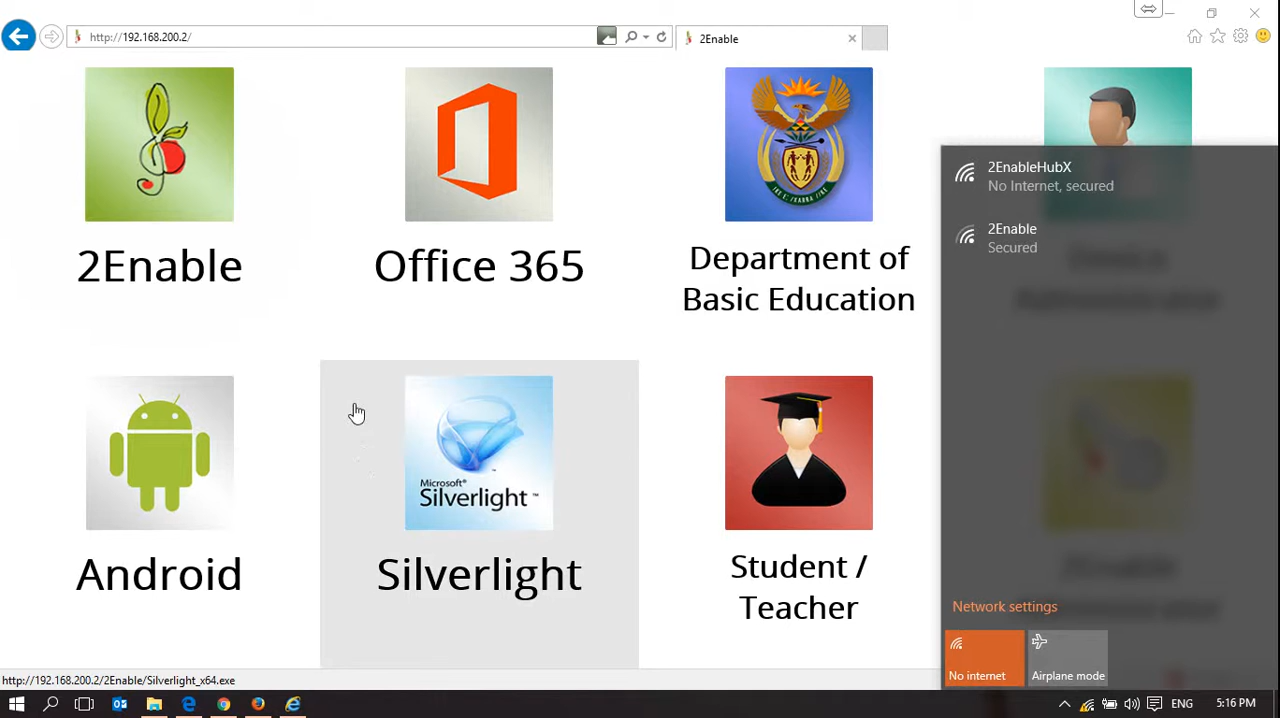 http://192.168.200.2/
2Enable
2Enable
Office 365
Department of
Basic Education
2EnableHubX
No Internet, secured
2Enable
Secured
Microsoft®
Silverlight™
Android
Silverlight
Student /
Teacher
Network settings
No internet
Airplane mode
http://192.168.200.2/2Enable/Silverlight_x64.exe
ENG
5:16 PM